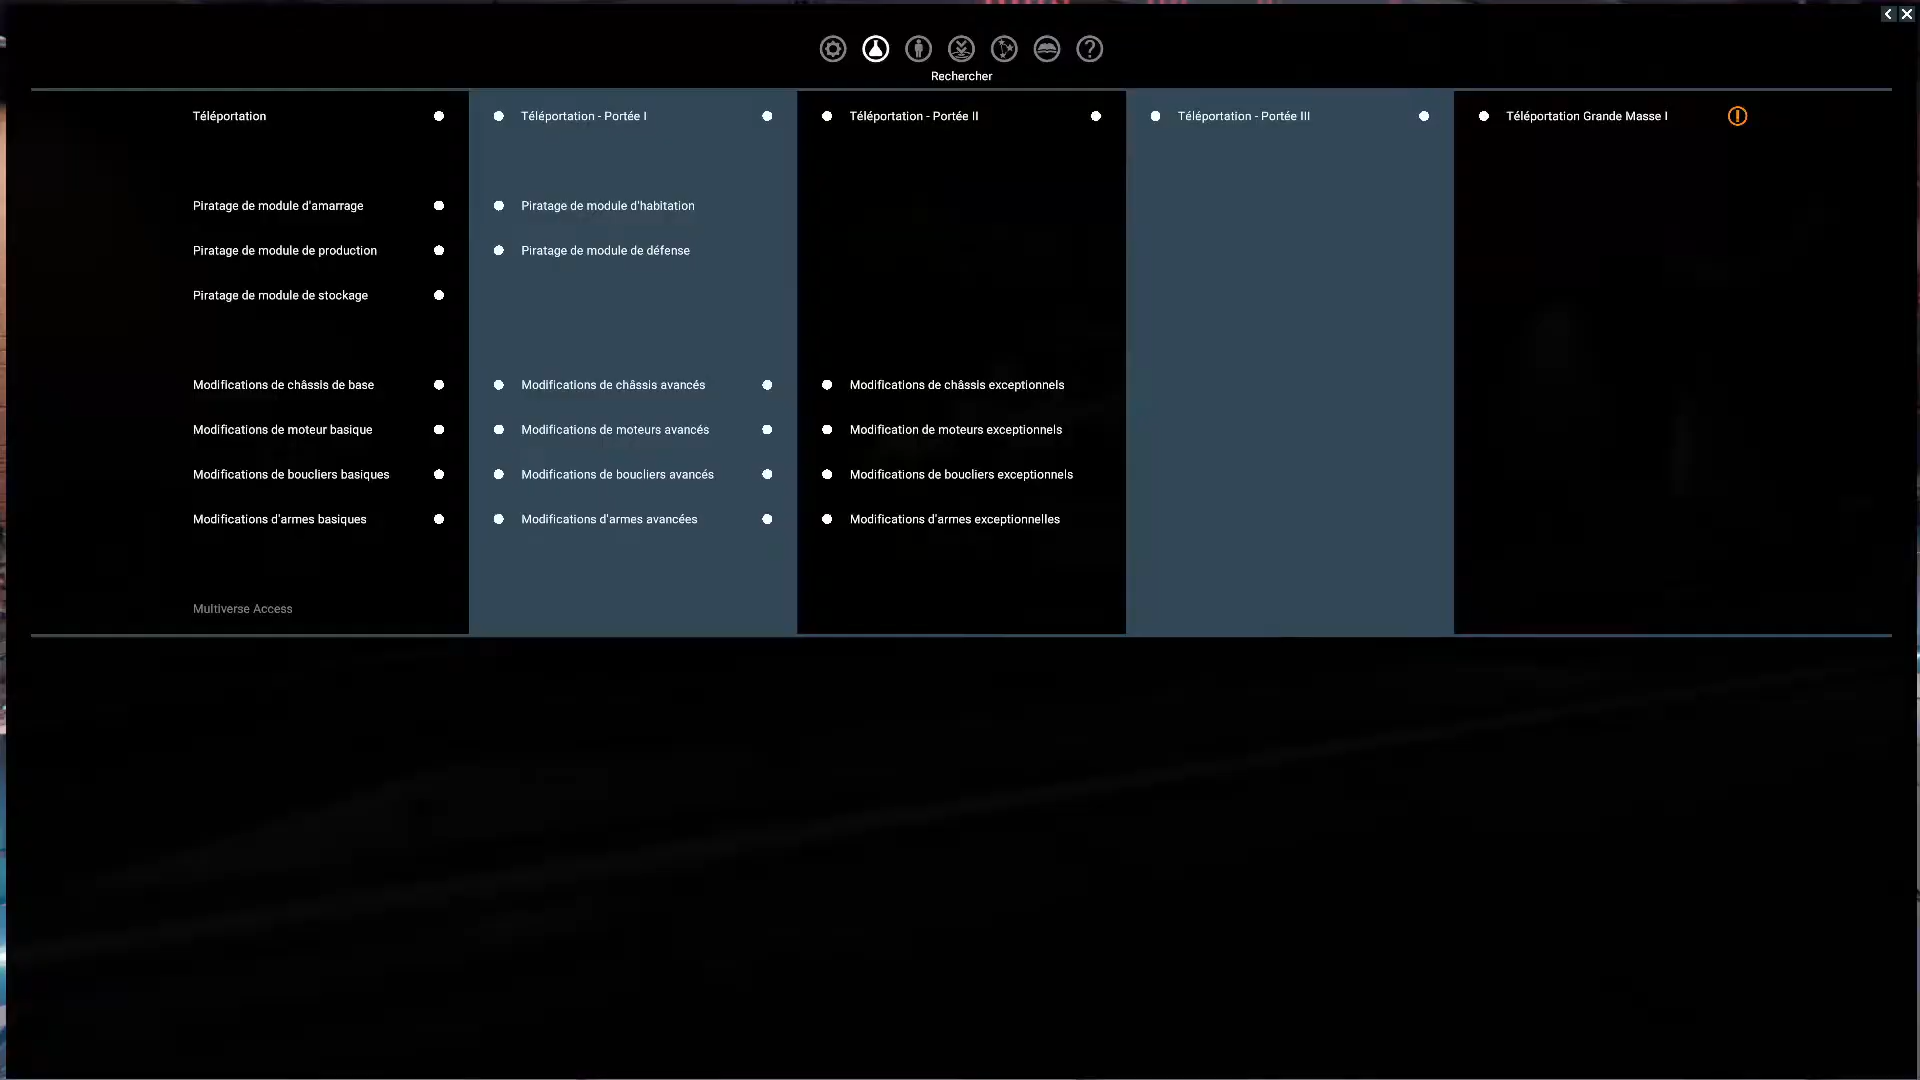 Rechercher
Téléportation
Téléportation - Portée I
Téléportation - Portée II
Téléportation - Portée III
Téléportation Grande Masse I
Piratage de module d'amarrage
Piratage de module d'habitation
Piratage de module de production
Piratage de module de défense
Piratage de module de stockage
Modifications de châssis de base
Modifications de châssis avancés
Modifications de châssis exceptionnels
Modifications de moteur basique
Modifications de moteurs avancés
Modification de moteurs exceptionnels
Modifications de boucliers basiques
Modifications de boucliers avancés
Modifications de boucliers exceptionnels
Modifications d'armes basiques
Modifications d'armes avancées
Modifications d'armes exceptionnelles
Multiverse Access